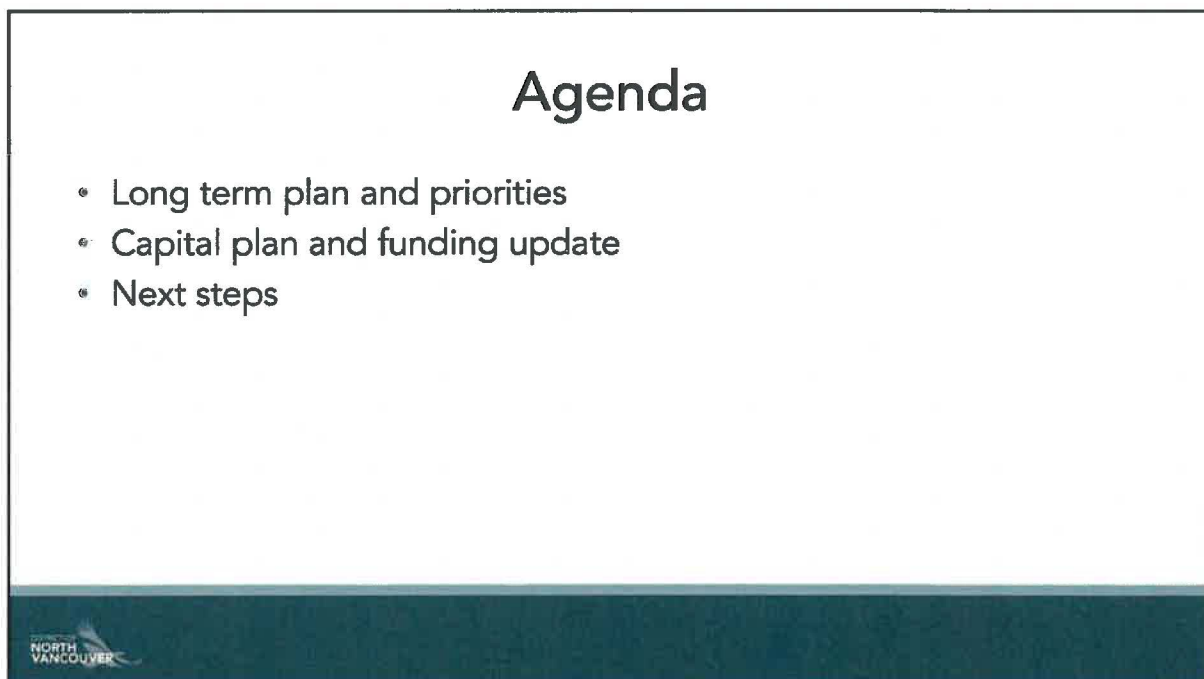 Agenda
• Long term plan and priorities
• Capital plan and funding update
• Next steps
NORTH
VANCOUVER